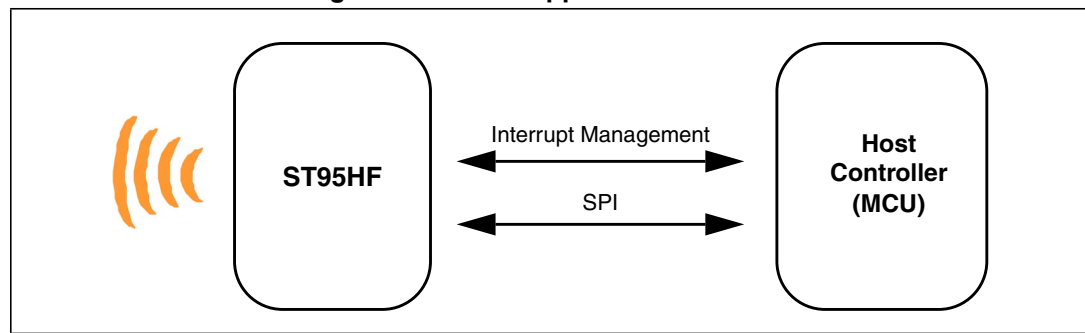 ST95HF
Interrupt Management
SPI
Host
Controller
(MCU)